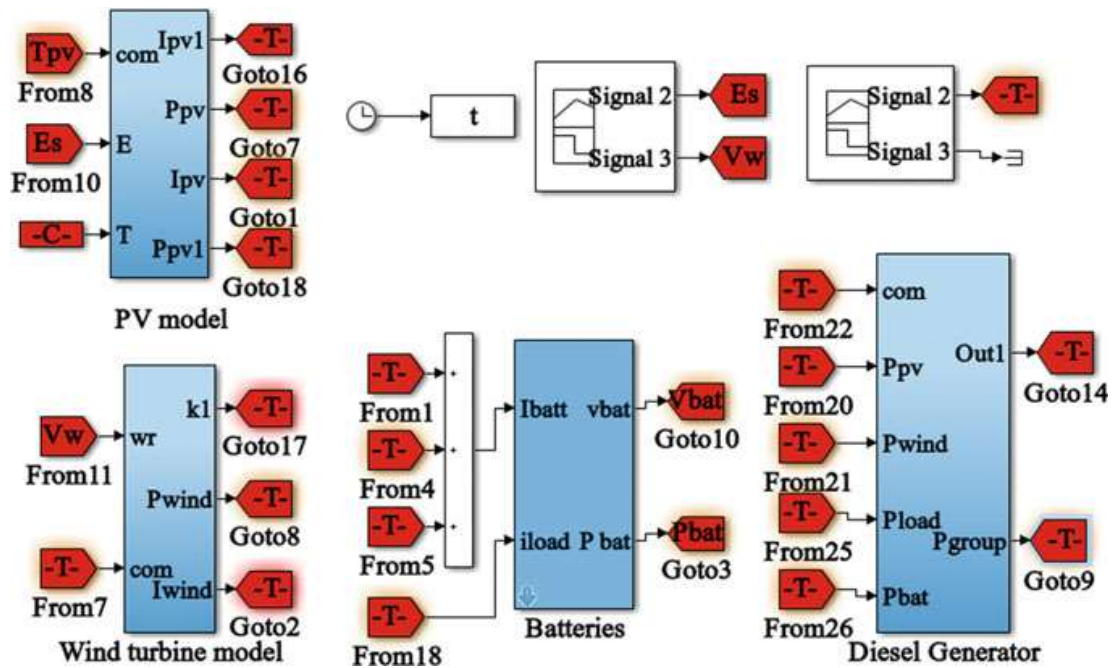 Tpv
From8
com
Ipv1
-T-
Goto16
Ppv
-T-
Goto7
Es
From10
E
Ipv
-T-
Goto1
-C-
T
Ppv1
-T-
Goto18
PV model
t
Signal 2
Es
Signal 3
Vw
Signal 2
-T-
Signal 3
Vw
From11
wr
k1
-T-
Goto17
Pwind
-T-
Goto8
-T-
From7
com
Iwind
-T-
Goto2
Wind turbine model
-T-
From1
+
-T-
From4
+
-T-
From5
+
-T-
From18
Ibatt
vbat
Vbat
Goto10
iload
P bat
Pbat
Goto3
Batteries
-T-
From22
com
-T-
From20
Ppv
Out1
-T-
Goto14
-T-
From21
Pwind
-T-
From25
Pload
Pgroup
-T-
Goto9
-T-
From26
Pbat
Diesel Generator